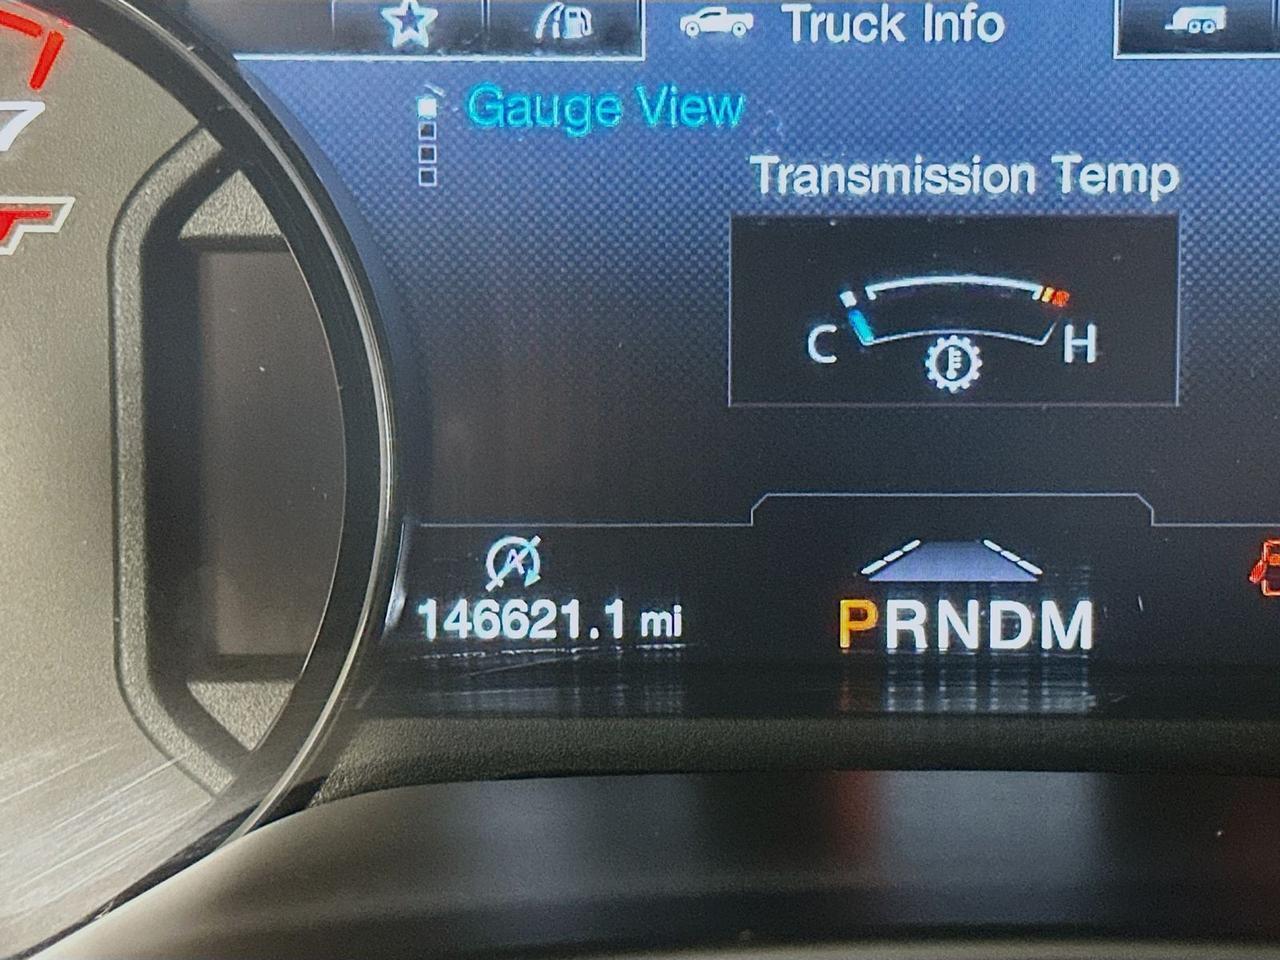 Truck Info
Gauge View
Transmission Temp
C H
146621.1 mi
PRNDM